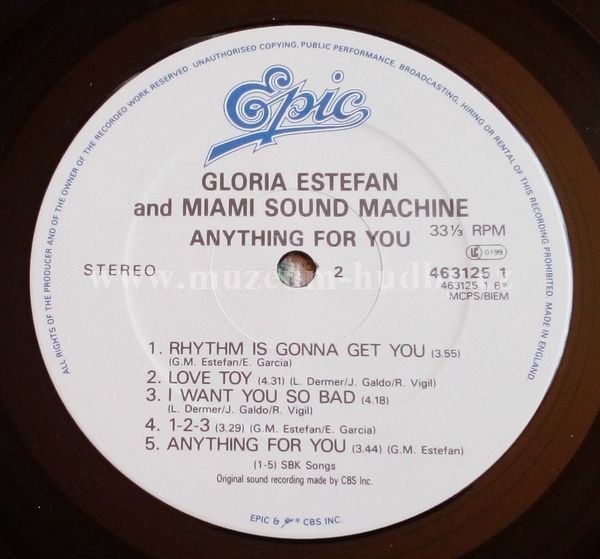 ALL RIGHTS OF THE PRODUCER AND OF THE OWNER OF THE RECORDED WORK RESERVED. UNAUTHORISED COPYING, PUBLIC PERFORMANCE, BROADCASTING, HIRING OR RENTAL OF THIS RECORDING PROHIBITED. MADE IN ENGLAND.
Epic
GLORIA ESTEFAN
and MIAMI SOUND MACHINE
ANYTHING FOR YOU 33⅓ RPM
LC 0199
STEREO 2 463125 1
463125 1 B
MCPS/BIEM
www.muzeum-hudby.
1. RHYTHM IS GONNA GET YOU (3.55)
(G.M. Estefan/E. Garcia)
2. LOVE TOY (4.31) (L. Dermer/J. Galdo/R. Vigil)
3. I WANT YOU SO BAD (4.18)
(L. Dermer/J. Galdo/R. Vigil)
4. 1-2-3 (3.29) (G.M. Estefan/E. Garcia)
5. ANYTHING FOR YOU (3.44) (G.M. Estefan)
(1-5) SBK Songs
Original sound recording made by CBS Inc.
EPIC & ® CBS INC.